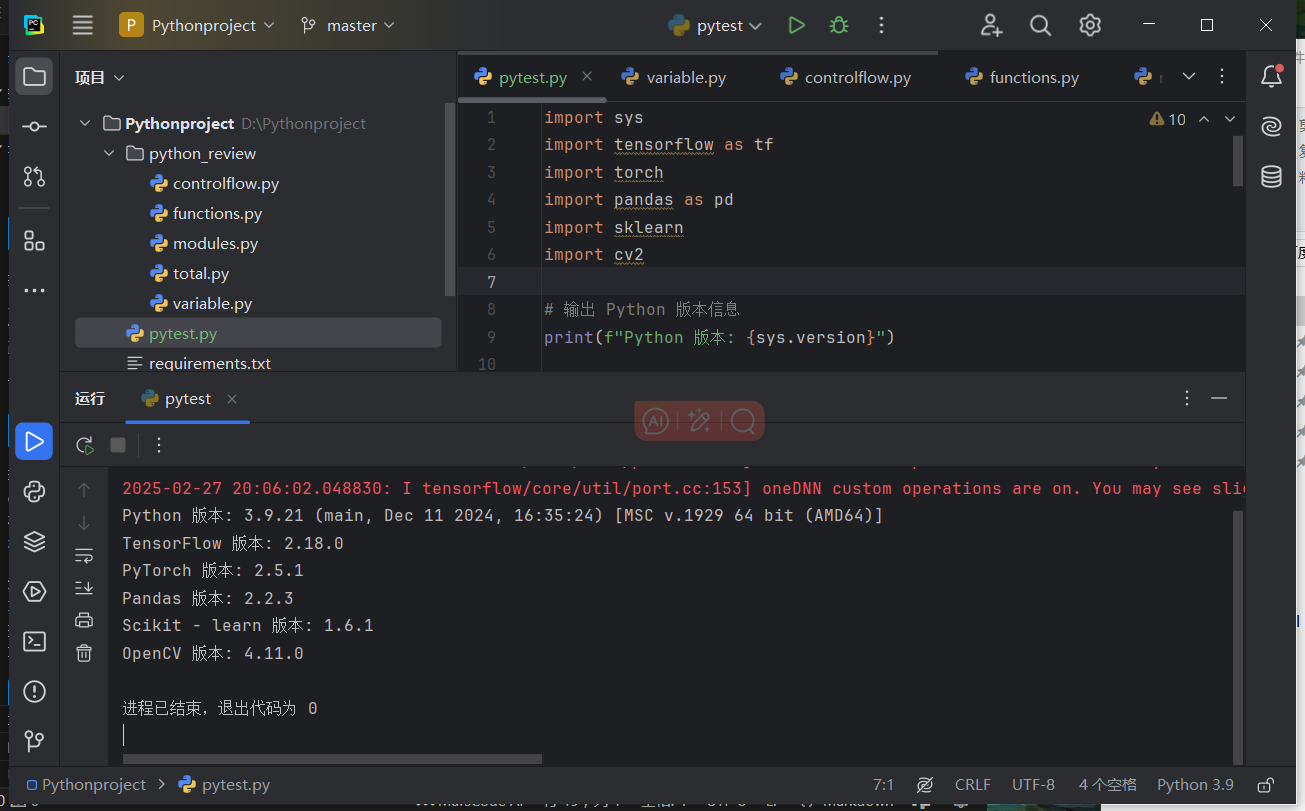 PC P Pythonproject master pytest
项目 pytest.py variable.py controlflow.py functions.py
Pythonproject D:\Pythonproject
python_review
controlflow.py
functions.py
modules.py
total.py
variable.py
pytest.py
requirements.txt
1 import sys
10
2 import tensorflow as tf
3 import torch
4 import pandas as pd
5 import sklearn
6 import cv2
7
8 # 输出 Python 版本信息
9 print(f"Python 版本: {sys.version}")
10
运行 pytest
AI
2025-02-27 20:06:02.048830: I tensorflow/core/util/port.cc:153] oneDNN custom operations are on. You may see
Python 版本: 3.9.21 (main, Dec 11 2024, 16:35:24) [MSC v.1929 64 bit (AMD64)]
TensorFlow 版本: 2.18.0
PyTorch 版本: 2.5.1
Pandas 版本: 2.2.3
Scikit - learn 版本: 1.6.1
OpenCV 版本: 4.11.0
进程已结束，退出代码为 0
Pythonproject pytest.py 7:1 CRLF UTF-8 4 个空格 Python 3.9